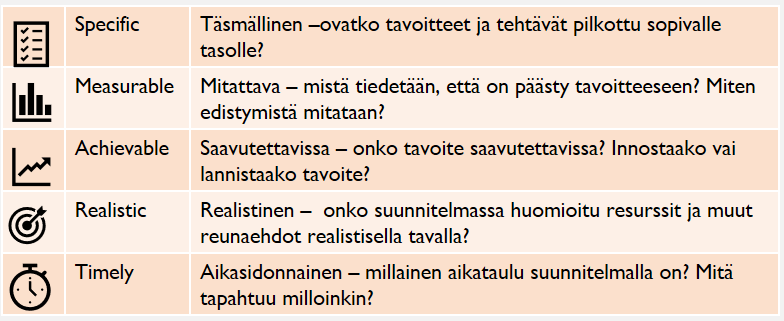 Specific
Täsmällinen –ovatko tavoitteet ja tehtävät pilkottu sopivalle
tasolle?
Measurable
Mitattava – mistä tiedetään, että on päästy tavoitteeseen? Miten
edistymistä mitataan?
Achievable
Saavutettavissa – onko tavoite saavutettavissa? Innostaako vai
lannistaako tavoite?
Realistic
Realistinen –  onko suunnitelmassa huomioitu resurssit ja muut
reunaehdot realistisella tavalla?
Timely
Aikasidonnainen – millainen aikataulu suunnitelmalla on? Mitä
tapahtuu milloinkin?